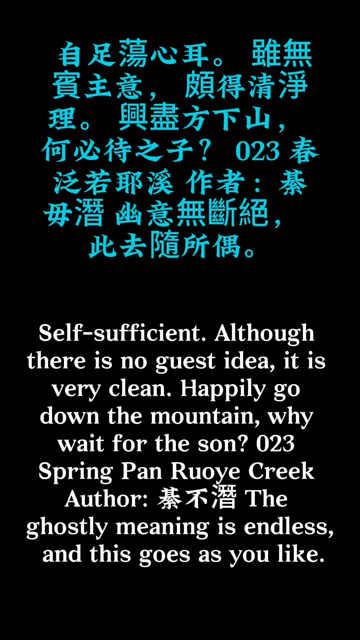 自足蕩心耳。 雖無
賓主意， 頗得清淨
理。 興盡方下山，
何必待之子？ 023 春
泛若耶溪 作者：綦
毋潛 幽意無斷絕，
此去隨所偶。
Self-sufficient. Although
there is no guest idea, it is
very clean. Happily go
down the mountain, why
wait for the son? 023
Spring Pan Ruoye Creek
Author: 綦不潛 The
ghostly meaning is endless,
and this goes as you like.